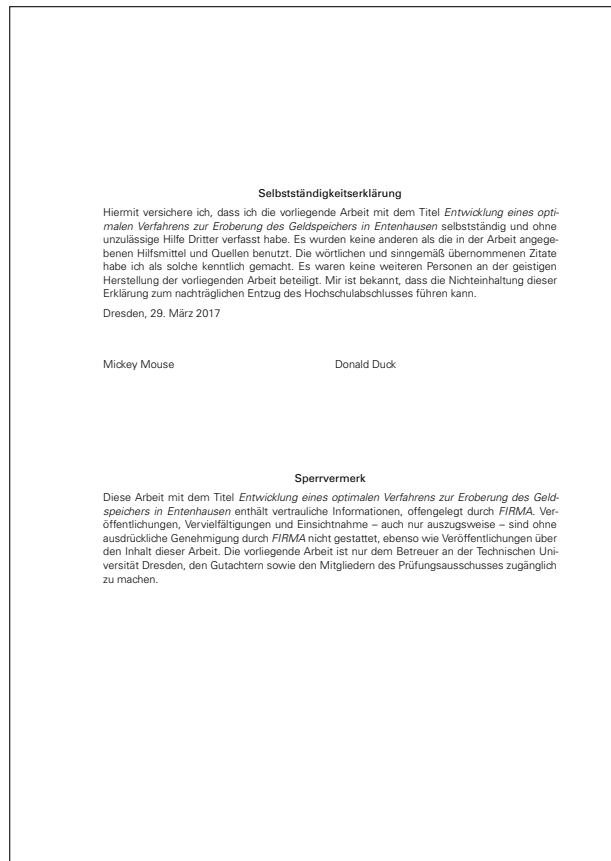 Selbstständigkeitserklärung
Hiermit versichere ich, dass ich die vorliegende Arbeit mit dem Titel Entwicklung eines opti-
malen Verfahrens zur Eroberung des Geldspeichers in Entenhausen selbstständig und ohne
unzulässige Hilfe Dritter verfasst habe. Es wurden keine anderen als die in der Arbeit angege-
benen Hilfsmittel und Quellen benutzt. Die wörtlichen und sinngemäß übernommenen Zitate
habe ich als solche kenntlich gemacht. Es waren keine weiteren Personen an der geistigen
Herstellung der vorliegenden Arbeit beteiligt. Mir ist bekannt, dass die Nichteinhaltung dieser
Erklärung zum nachträglichen Entzug des Hochschulabschlusses führen kann.
Dresden, 29. März 2017
Mickey Mouse Donald Duck
Sperrvermerk
Diese Arbeit mit dem Titel Entwicklung eines optimalen Verfahrens zur Eroberung des Geld-
speichers in Entenhausen enthält vertrauliche Informationen, offengelegt durch FIRMA. Ver-
öffentlichungen, Vervielfältigungen und Einsichtnahme – auch nur auszugsweise – sind ohne
ausdrückliche Genehmigung durch FIRMA nicht gestattet, ebenso wie Veröffentlichungen über
den Inhalt dieser Arbeit. Die vorliegende Arbeit ist nur dem Betreuer an der Technischen Uni-
versität Dresden, den Gutachtern sowie den Mitgliedern des Prüfungsausschusses zugänglich
zu machen.